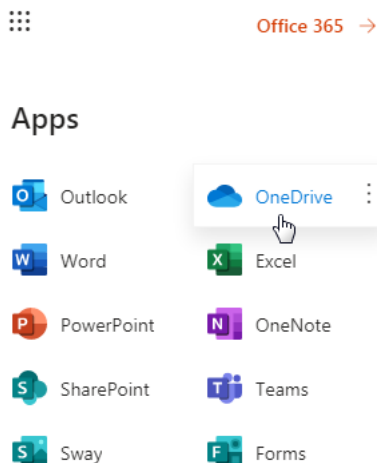 Office 365 →
Apps
Outlook
OneDrive
Word
Excel
PowerPoint
OneNote
SharePoint
Teams
Sway
Forms